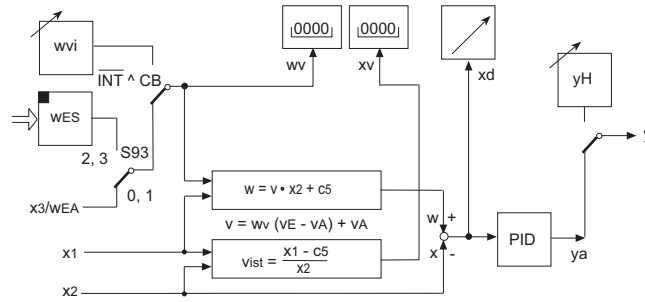 0000
0000
wvi
wv
xv
xd
yH
INT ^ CB
wES
S93
2, 3
0, 1
x3/wEA
w = v • x2 + c5
v = wv (vE - vA) + vA
w +
x -
PID
ya
x1
vist = x1 - c5 / x2
x2